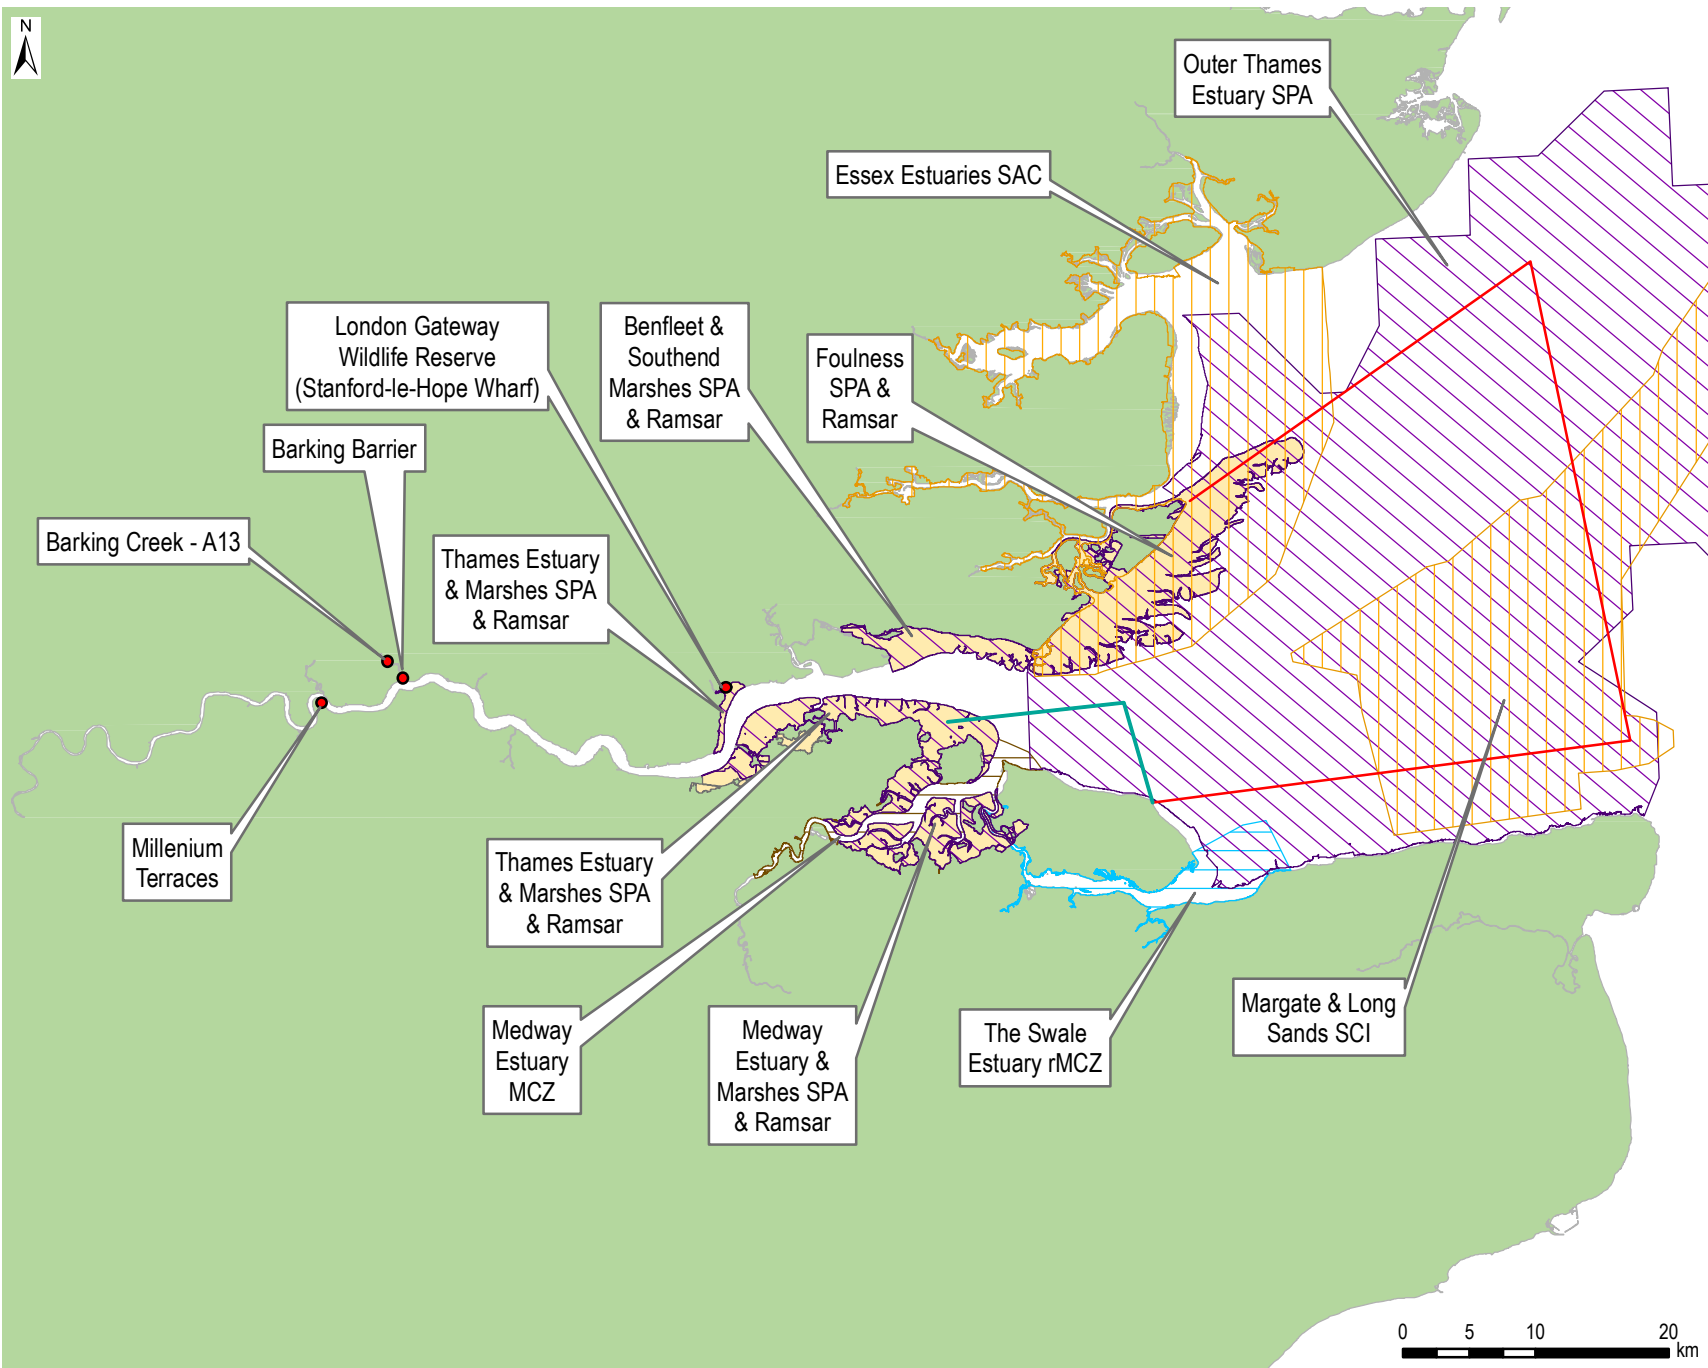 N
Outer Thames
Estuary SPA
Essex Estuaries SAC
London Gateway
Wildlife Reserve
(Stanford-le-Hope Wharf)
Benfleet &
Southend
Marshes SPA
& Ramsar
Foulness
SPA &
Ramsar
Barking Barrier
Barking Creek - A13
Thames Estuary
& Marshes SPA
& Ramsar
Millenium
Terraces
Thames Estuary
& Marshes SPA
& Ramsar
Medway
Estuary
MCZ
Medway
Estuary &
Marshes SPA
& Ramsar
The Swale
Estuary rMCZ
Margate & Long
Sands SCI
0 5 10 20
km